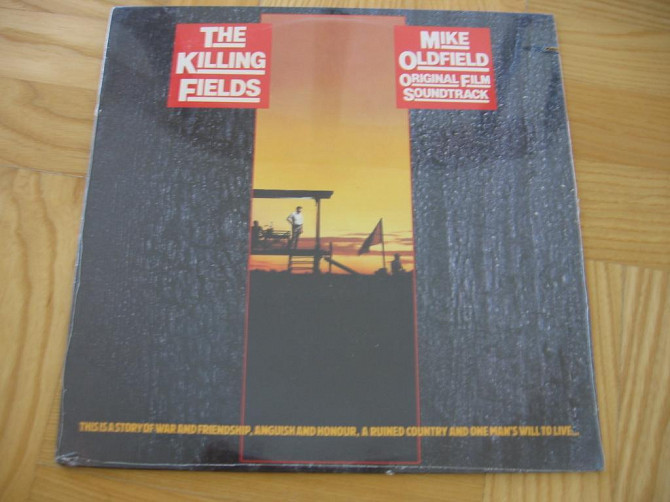 THE
KILLING
FIELDS
MIKE
OLDFIELD
ORIGINAL FILM
SOUNDTRACK
THIS IS A STORY OF WAR AND FRIENDSHIP, ANGUISH AND HONOUR, A RUINED COUNTRY AND ONE MAN'S WILL TO LIVE...